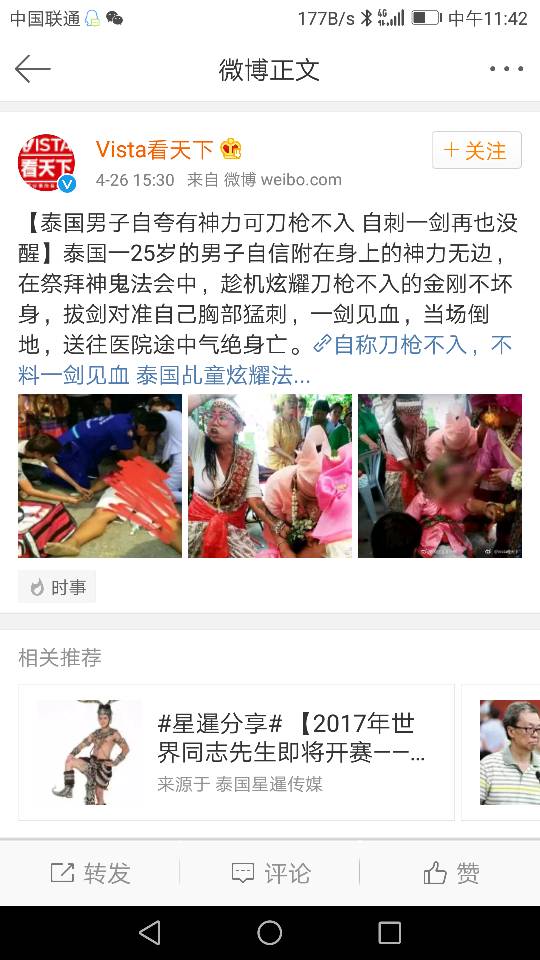 中国联通
177B/s 4G 中午11:42
微博正文
VISTA
看天下
Vista看天下
+ 关注
4-26 15:30 来自 微博 weibo.com
【泰国男子自夸有神力可刀枪不入 自刺一剑再也没
醒】泰国一25岁的男子自信附在身上的神力无边，
在祭拜神鬼法会中，趁机炫耀刀枪不入的金刚不坏
身，拔剑对准自己胸部猛刺，一剑见血，当场倒
地，送往医院途中气绝身亡。自称刀枪不入，不
料一剑见血 泰国乩童炫耀法...
时事
相关推荐
#星暹分享# 【2017年世
界同志先生即将开赛——...
来源于 泰国星暹传媒
转发
评论
赞